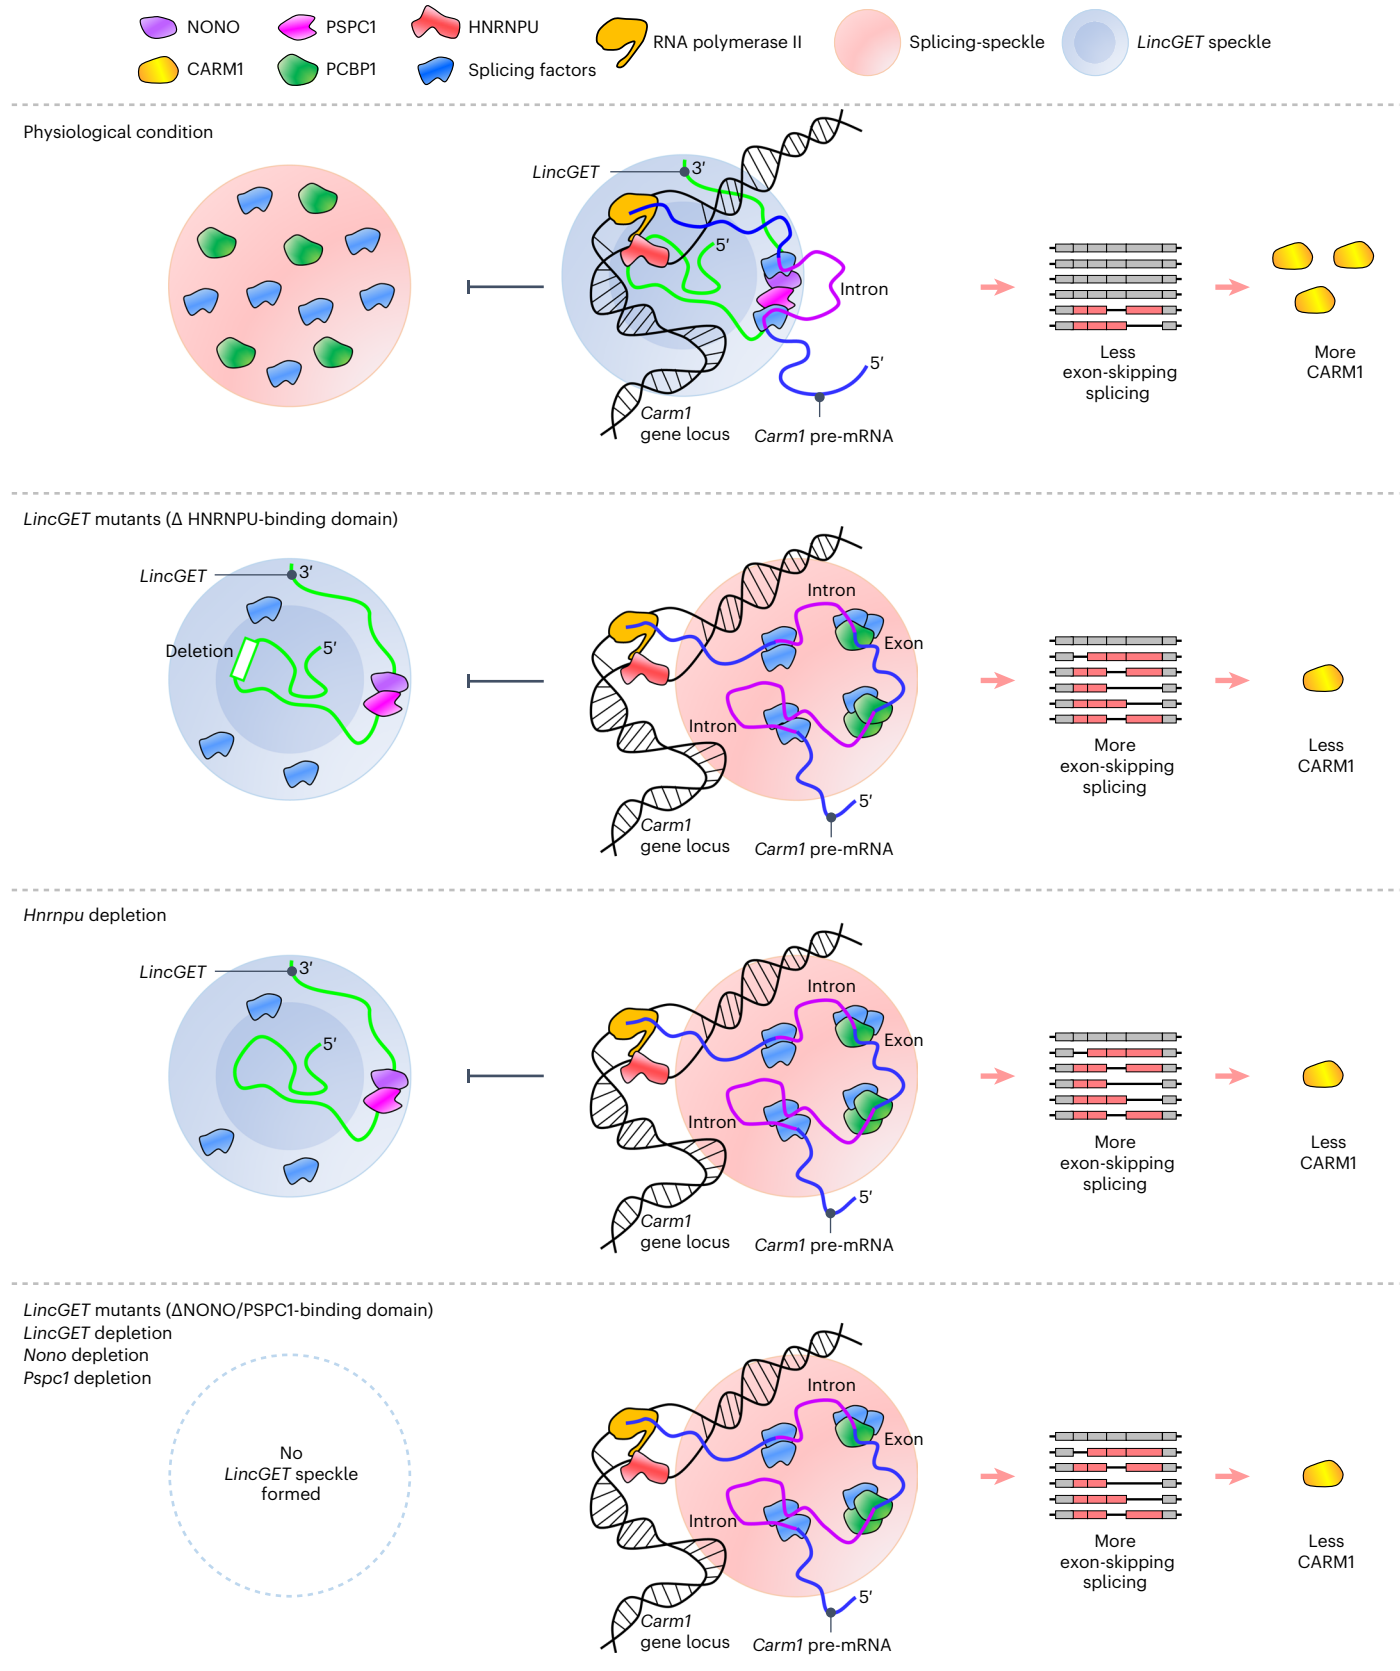 NONO
PSPC1
HNRNPU
RNA polymerase II
Splicing-speckle
LincGET speckle
CARM1
PCBP1
Splicing factors
Physiological condition
LincGET
3′
5′
Intron
5′
Carm1
gene locus
Carm1 pre-mRNA
Less
exon-skipping
splicing
More
CARM1
LincGET mutants (Δ HNRNPU-binding domain)
LincGET
3′
Deletion
5′
Intron
Exon
Intron
5′
Carm1
gene locus
Carm1 pre-mRNA
More
exon-skipping
splicing
Less
CARM1
Hnrnpu depletion
LincGET
3′
5′
Intron
Exon
Intron
5′
Carm1
gene locus
Carm1 pre-mRNA
More
exon-skipping
splicing
Less
CARM1
LincGET mutants (ΔNONO/PSPC1-binding domain)
LincGET depletion
Nono depletion
Pspc1 depletion
No
LincGET speckle
formed
Intron
Exon
Intron
5′
Carm1
gene locus
Carm1 pre-mRNA
More
exon-skipping
splicing
Less
CARM1